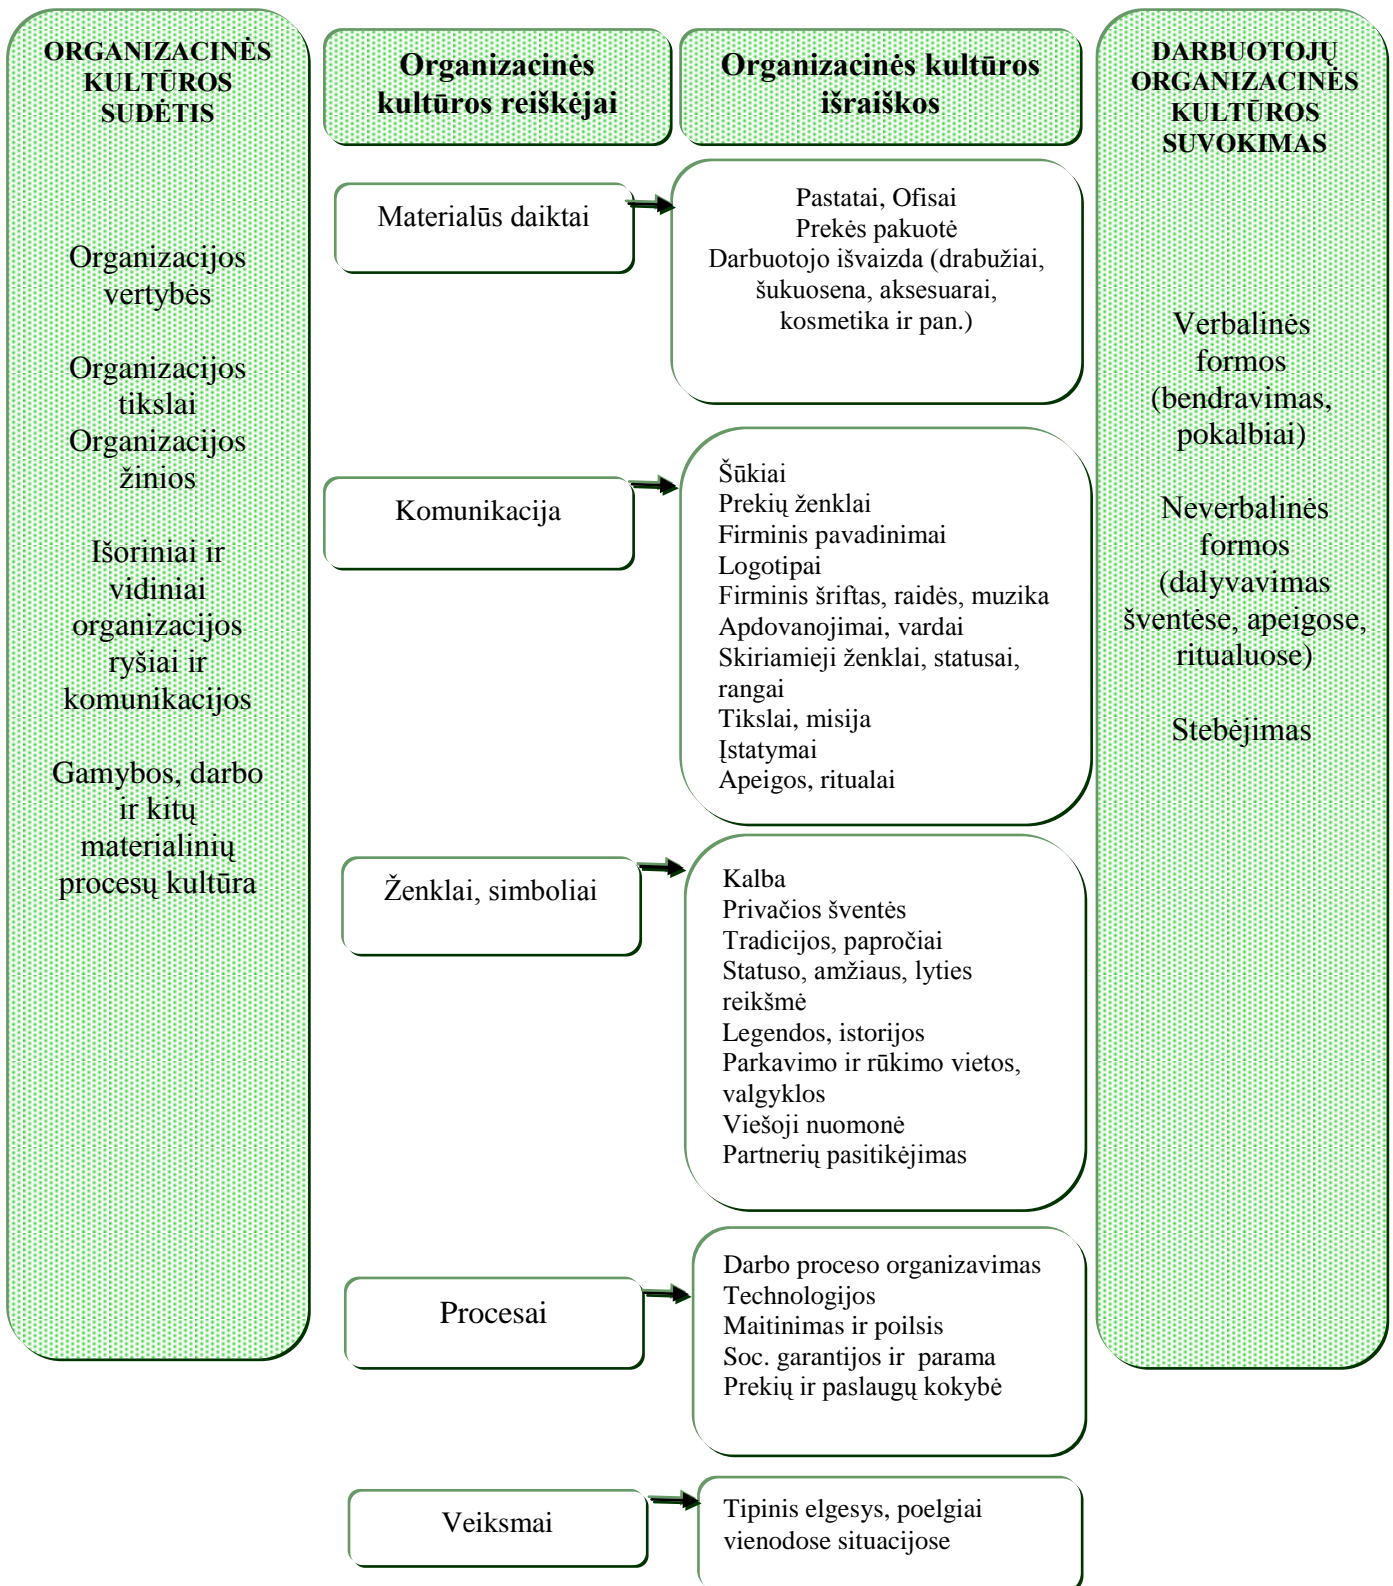 ORGANIZACINĖS
KULTŪROS
SUDĖTIS
Organizacijos
vertybės
Organizacijos
tikslai
Organizacijos
žinios
Išoriniai ir
vidiniai
organizacijos
ryšiai ir
komunikacijos
Gamybos, darbo
ir kitų
materialinių
procesų kultūra
Organizacinės
kultūros reiškėjai
Organizacinės kultūros
išraiškos
Materialūs daiktai
Pastatai, Ofisai
Prekės pakuotė
Darbuotojo išvaizda (drabužiai,
šukuosena, aksesuarai,
kosmetika ir pan.)
Komunikacija
Šūkiai
Prekių ženklai
Firminis pavadinimai
Logotipai
Firminis šriftas, raidės, muzika
Apdovanojimai, vardai
Skiriamieji ženklai, statusai,
rangai
Tikslai, misija
Įstatymai
Apeigos, ritualai
Ženklai, simboliai
Kalba
Privačios šventės
Tradicijos, papročiai
Statuso, amžiaus, lyties
reikšmė
Legendos, istorijos
Parkavimo ir rūkimo vietos,
valgyklos
Viešoji nuomonė
Partnerių pasitikėjimas
Procesai
Darbo proceso organizavimas
Technologijos
Maitinimas ir poilsis
Soc. garantijos ir  parama
Prekių ir paslaugų kokybė
Veiksmai
Tipinis elgesys, poelgiai
vienodose situacijose
DARBUOTOJŲ
ORGANIZACINĖS
KULTŪROS
SUVOKIMAS
Verbalinės
formos
(bendravimas,
pokalbiai)
Neverbalinės
formos
(dalyvavimas
šventėse, apeigose,
ritualuose)
Stebėjimas